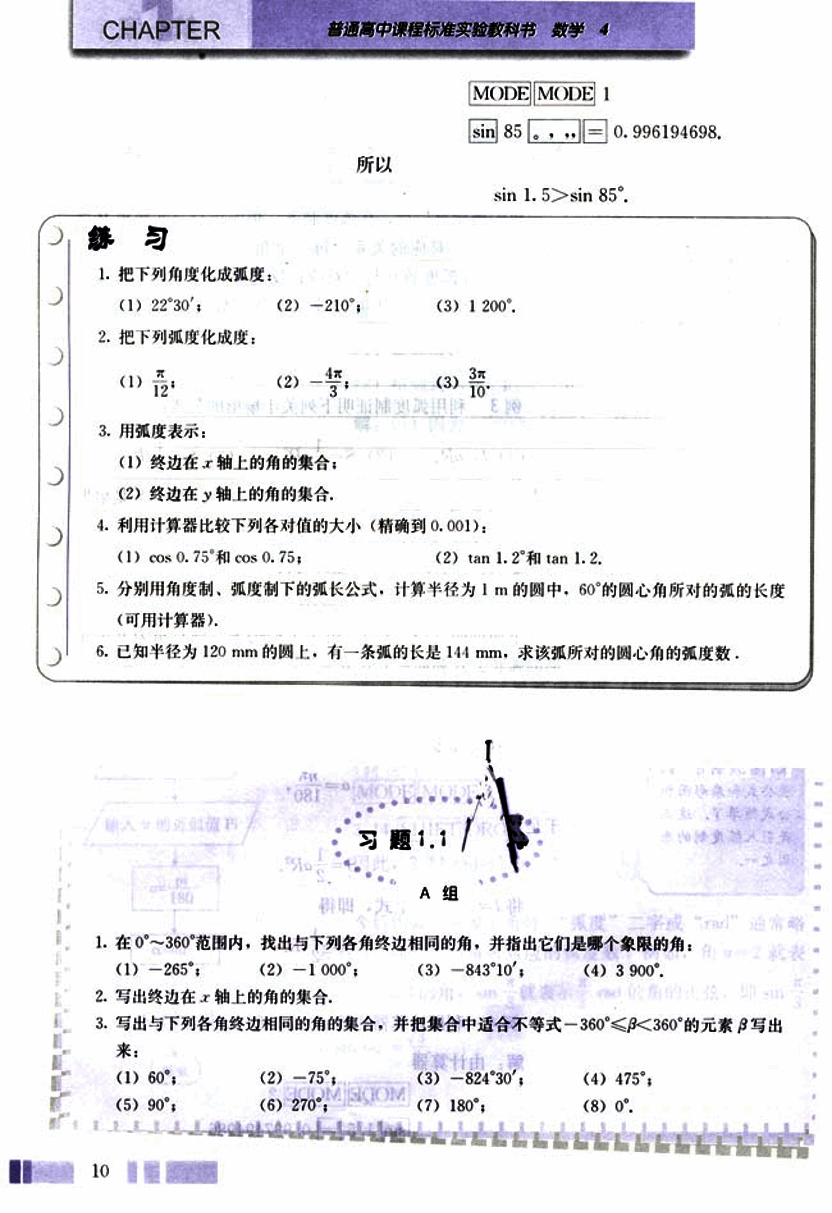 CHAPTER 普通高中课程标准实验教科书 数学 4
MODE MODE 1
sin 85 。,,, = 0.996194698.
所以
sin 1.5>sin 85°.
练 习
1. 把下列角度化成弧度:
(1) 22°30′; (2) -210°; (3) 1 200°.
2. 把下列弧度化成度:
(1) π/12; (2) -4π/3; (3) 3π/10.
3. 用弧度表示:
(1) 终边在 x 轴上的角的集合;
(2) 终边在 y 轴上的角的集合.
4. 利用计算器比较下列各对值的大小(精确到 0.001):
(1) cos 0.75°和 cos 0.75; (2) tan 1.2°和 tan 1.2.
5. 分别用角度制、弧度制下的弧长公式,计算半径为 1 m 的圆中,60°的圆心角所对的弧的长度
(可用计算器).
6. 已知半径为 120 mm 的圆上,有一条弧的长是 144 mm,求该弧所对的圆心角的弧度数.
习 题 1.1
A 组
1. 在 0°~360°范围内,找出与下列各角终边相同的角,并指出它们是哪个象限的角:
(1) -265°; (2) -1 000°; (3) -843°10′; (4) 3 900°.
2. 写出终边在 x 轴上的角的集合.
3. 写出与下列各角终边相同的角的集合,并把集合中适合不等式-360°≤β<360°的元素 β 写出
来:
(1) 60°; (2) -75°; (3) -824°30′; (4) 475°;
(5) 90°; (6) 270°; (7) 180°; (8) 0°.
10